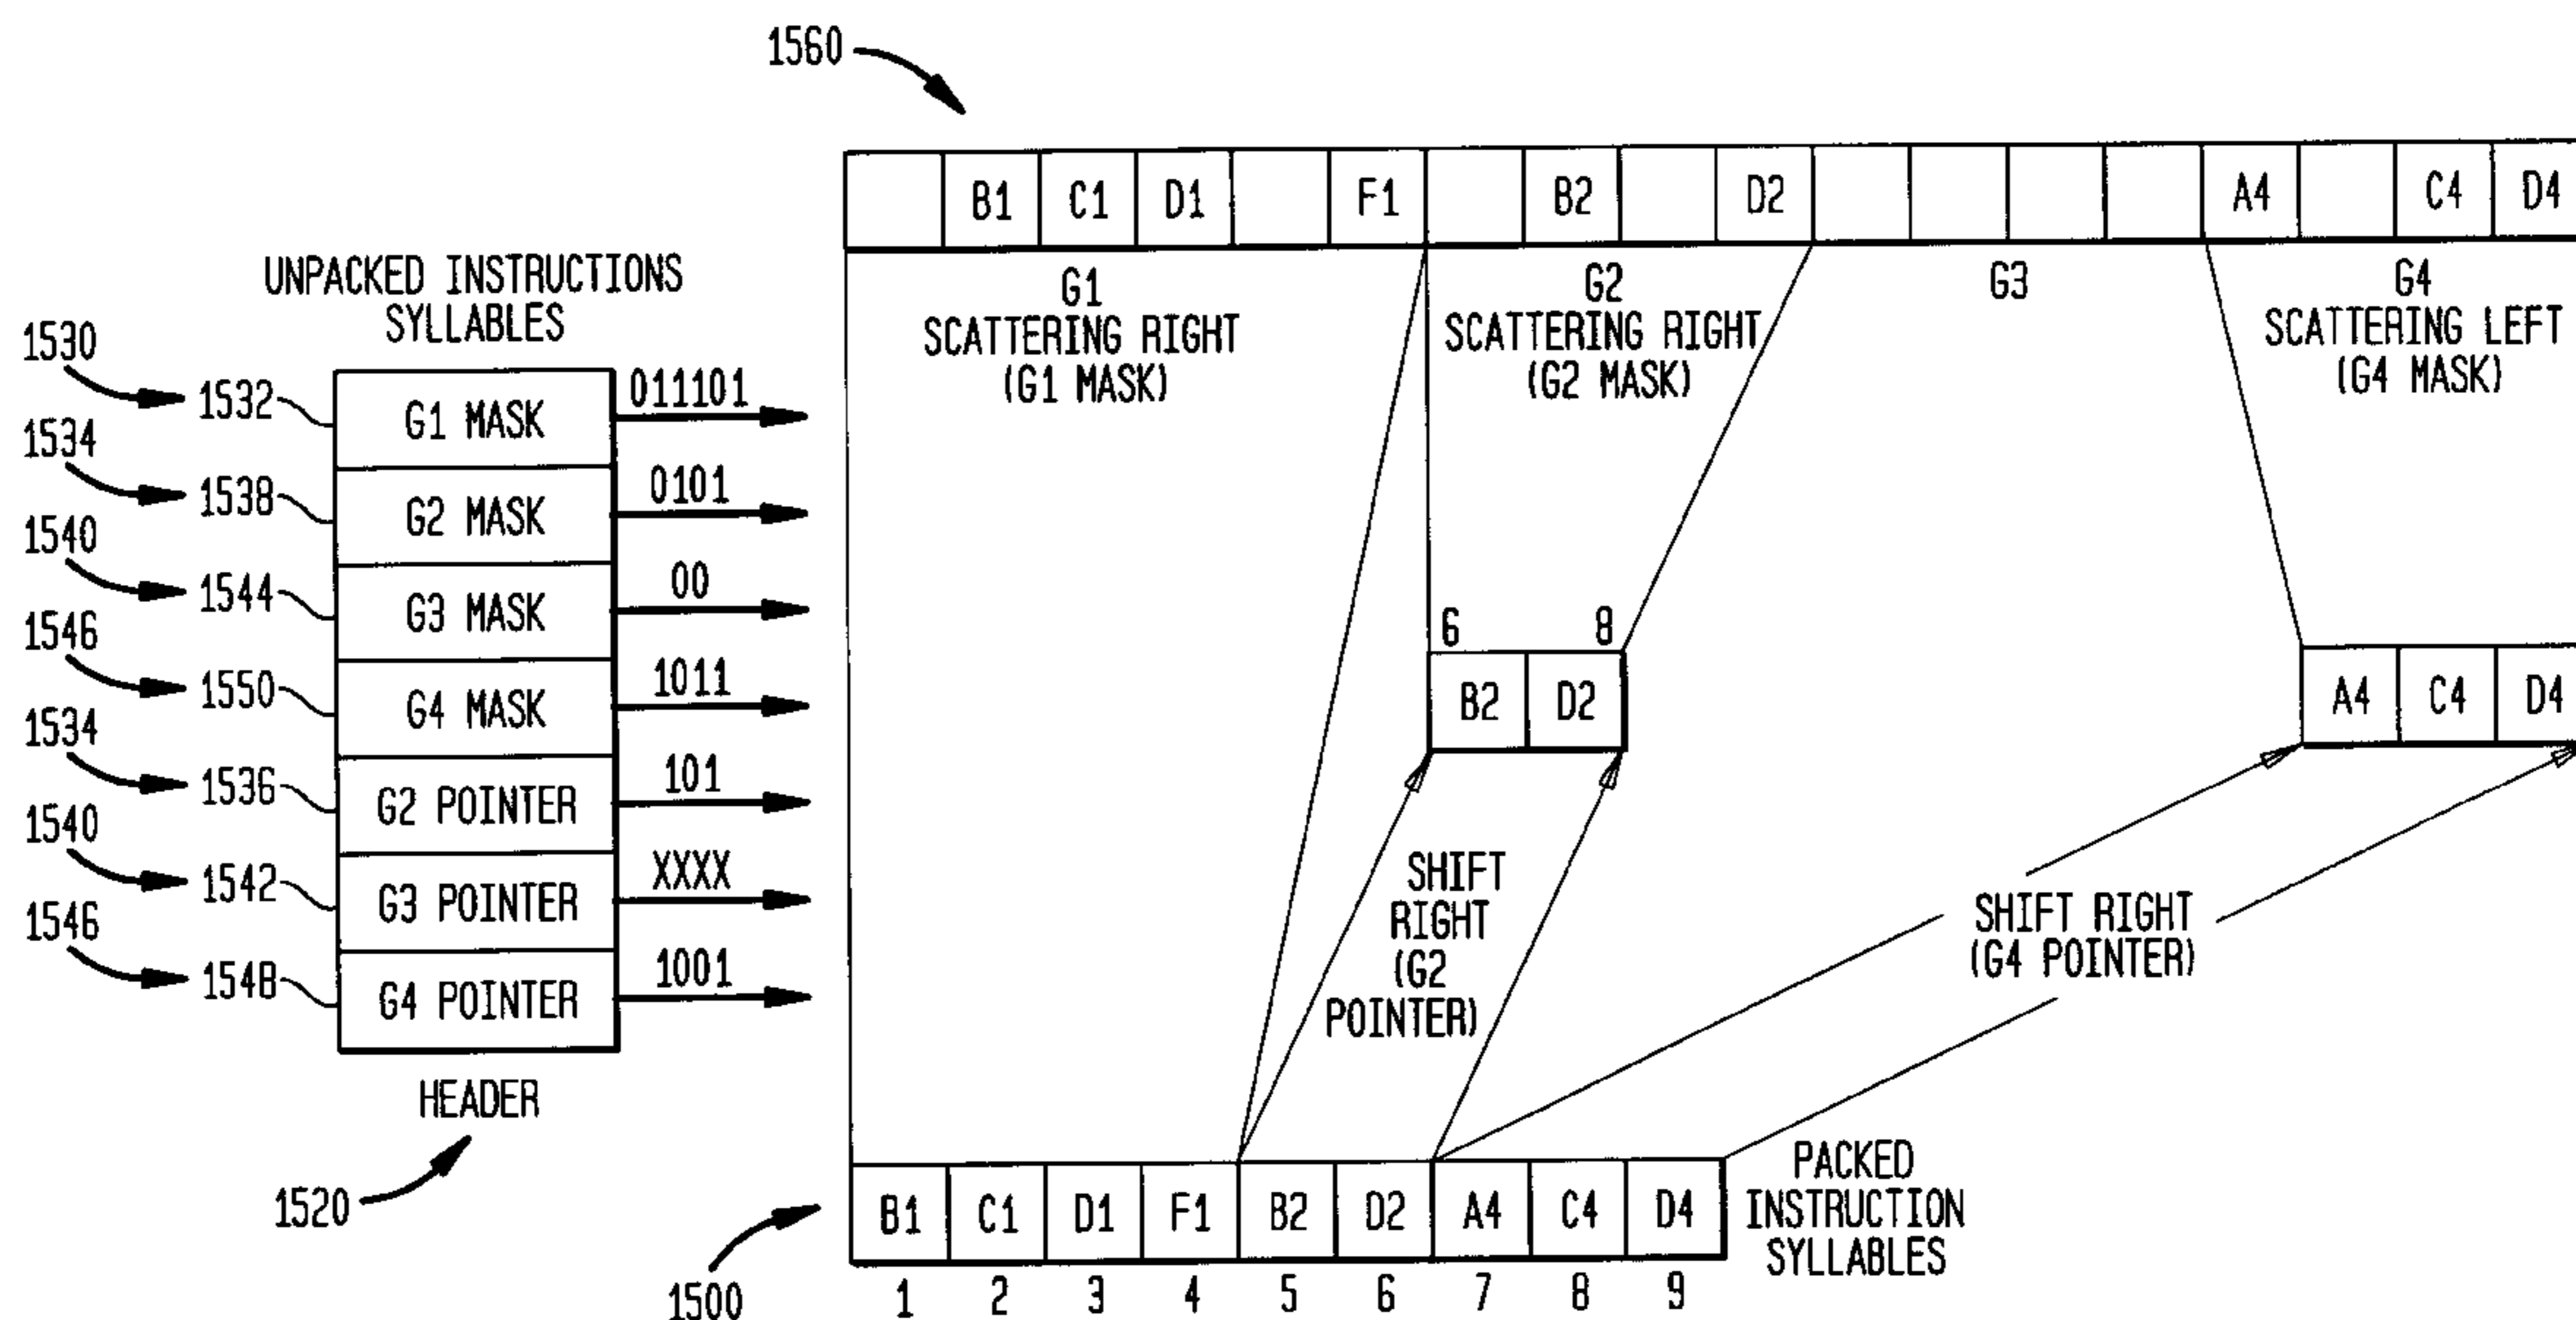 1560
B1 C1 D1 F1 B2 D2 A4 C4 D4
G1
SCATTERING RIGHT
(G1 MASK)
G2
SCATTERING RIGHT
(G2 MASK)
G3
G4
SCATTERING LEFT
(G4 MASK)
UNPACKED INSTRUCTIONS
SYLLABLES
1530
1532 G1 MASK 011101
1534
1538 G2 MASK 0101
1540
1544 G3 MASK 00
1546
1550 G4 MASK 1011
1534
1536 G2 POINTER 101
1540
1542 G3 POINTER XXXX
1546
1548 G4 POINTER 1001
HEADER
1520
6 8
B2 D2
A4 C4 D4
SHIFT
RIGHT
(G2
POINTER)
SHIFT RIGHT
(G4 POINTER)
1500
B1 C1 D1 F1 B2 D2 A4 C4 D4
1 2 3 4 5 6 7 8 9
PACKED
INSTRUCTION
SYLLABLES